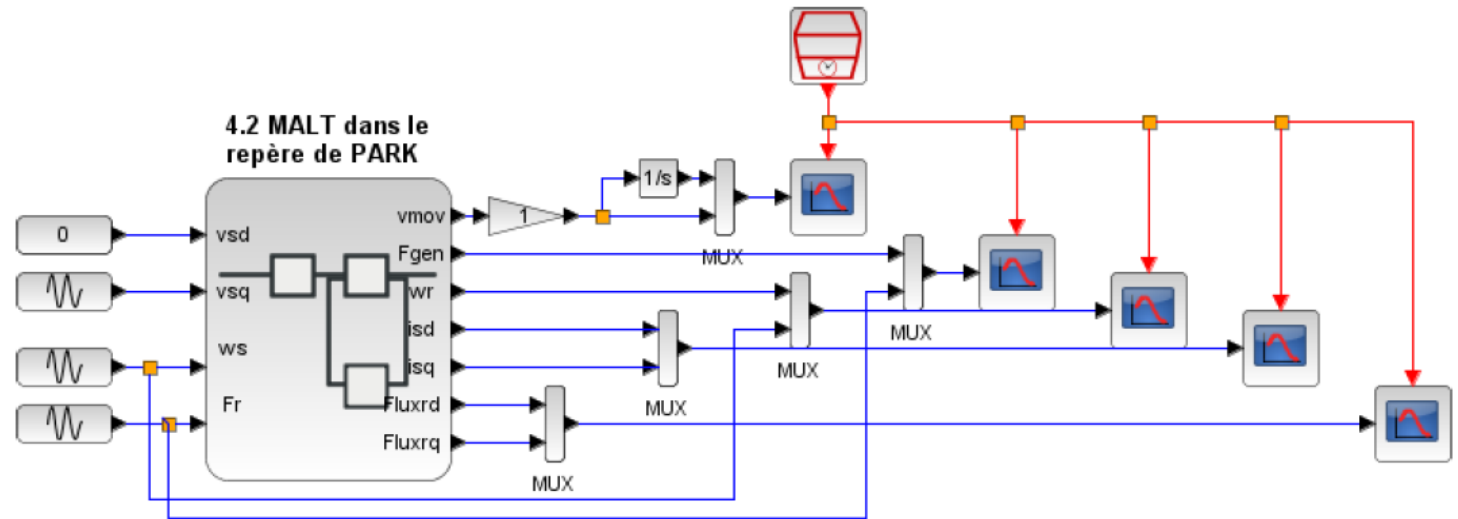 4.2 MALT dans le
repère de PARK
0
vsd
vsq
ws
Fr
vmov
Fgen
wr
isd
isq
Fluxrd
Fluxrq
1
1/s
MUX
MUX
MUX
MUX
MUX